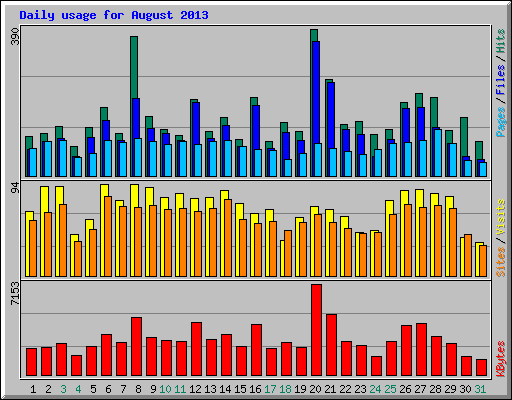 Daily usage for August 2013
390
Pages / Files / Hits
94
Sites / Visits
7153
KBytes
1 2 3 4 5 6 7 8 9 10 11 12 13 14 15 16 17 18 19 20 21 22 23 24 25 26 27 28 29 30 31